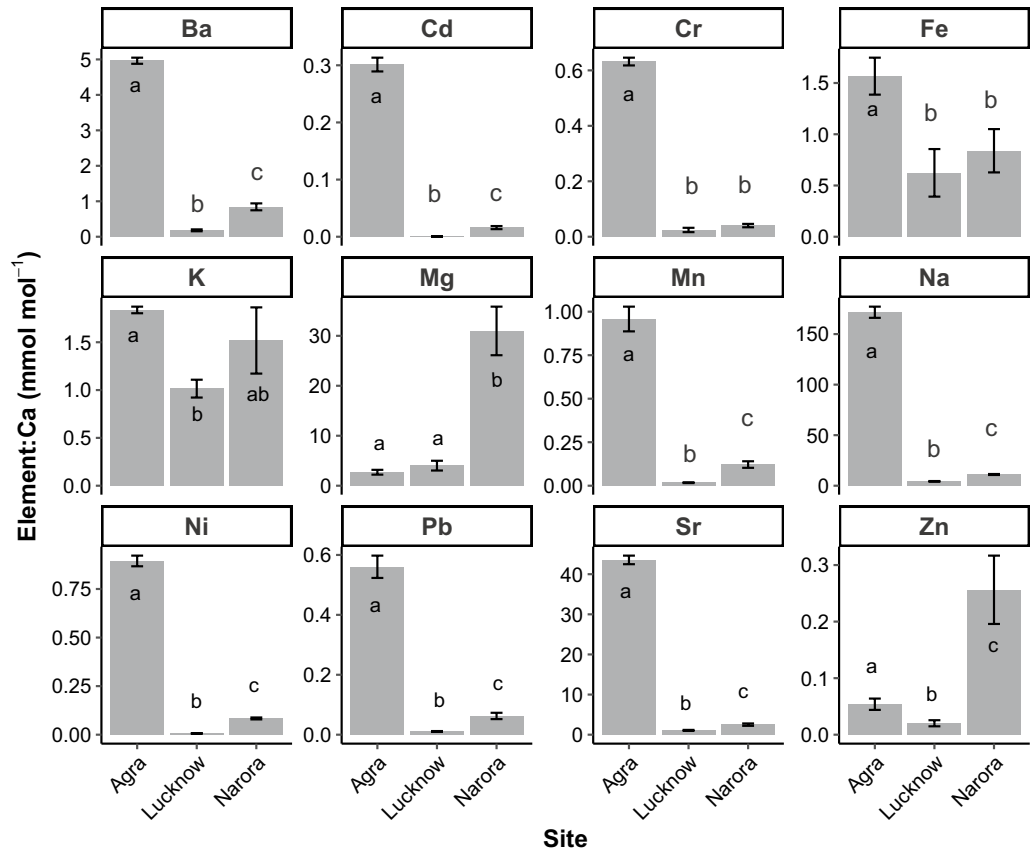 Ba
Cd
Cr
Fe
5
4
3
2
1
0
a
b
c
0.3
0.2
0.1
0.0
a
b
c
0.6
0.4
0.2
0.0
a
b
b
1.5
1.0
0.5
0.0
a
b
b
K
Mg
Mn
Na
1.5
1.0
0.5
0.0
a
b
ab
30
20
10
0
a
a
b
1.00
0.75
0.50
0.25
0.00
a
b
c
150
100
50
0
a
b
c
Ni
Pb
Sr
Zn
0.75
0.50
0.25
0.00
a
b
c
0.6
0.4
0.2
0.0
a
b
c
40
30
20
10
0
a
b
c
0.3
0.2
0.1
0.0
a
b
c
Agra Lucknow Narora
Agra Lucknow Narora
Agra Lucknow Narora
Agra Lucknow Narora
Element:Ca (mmol mol⁻¹)
Site